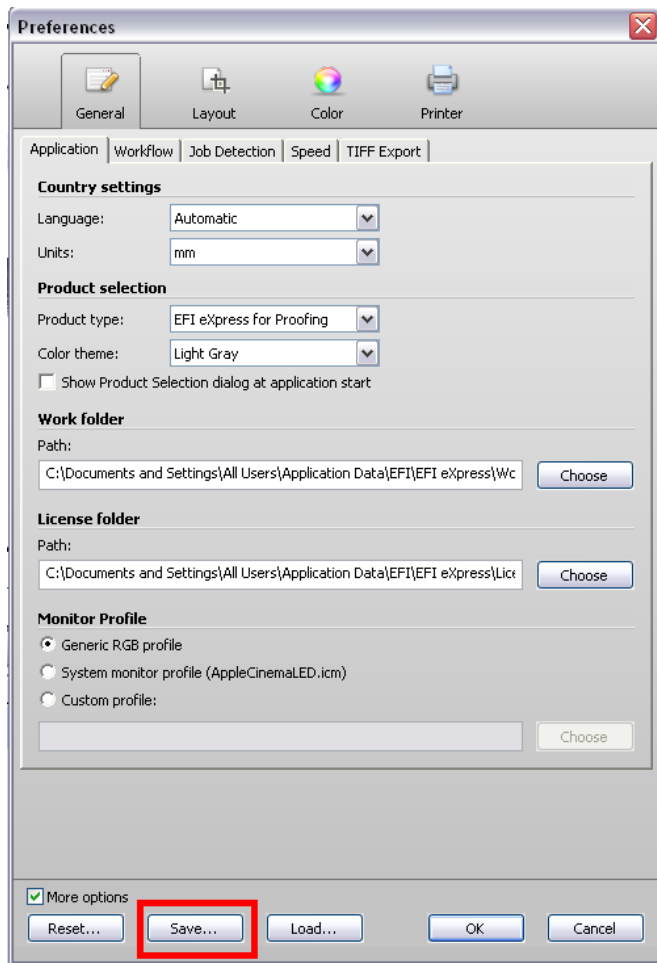 Preferences
General Layout Color Printer
Application Workflow Job Detection Speed TIFF Export
Country settings
Language: Automatic
Units: mm
Product selection
Product type: EFI eXpress for Proofing
Color theme: Light Gray
Show Product Selection dialog at application start
Work folder
Path:
C:\Documents and Settings\All Users\Application Data\EFI\EFI eXpress\Wo
Choose
License folder
Path:
C:\Documents and Settings\All Users\Application Data\EFI\EFI eXpress\Lice
Choose
Monitor Profile
Generic RGB profile
System monitor profile (AppleCinemaLED.icm)
Custom profile:
Choose
More options
Reset... Save... Load... OK Cancel